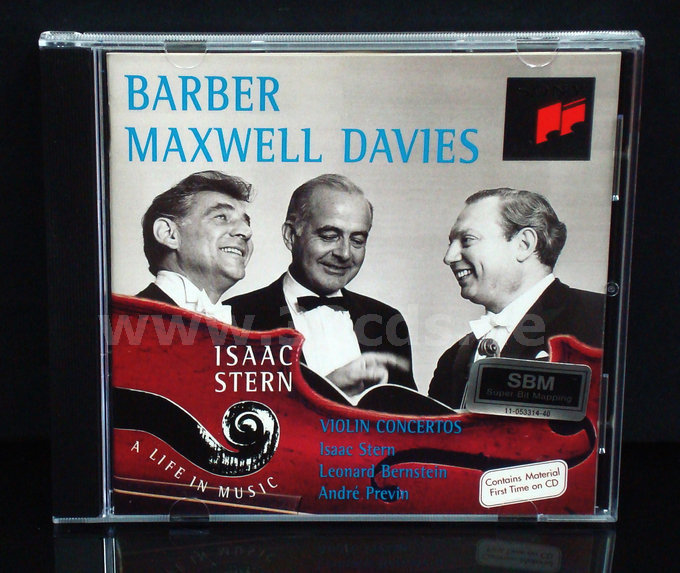 BARBER
MAXWELL DAVIES
SONY
ISAAC
STERN
A LIFE IN MUSIC
SBM
Super Bit Mapping
11-053314-40
VIOLIN CONCERTOS
Isaac Stern
Leonard Bernstein
André Previn
Contains Material
First Time on CD